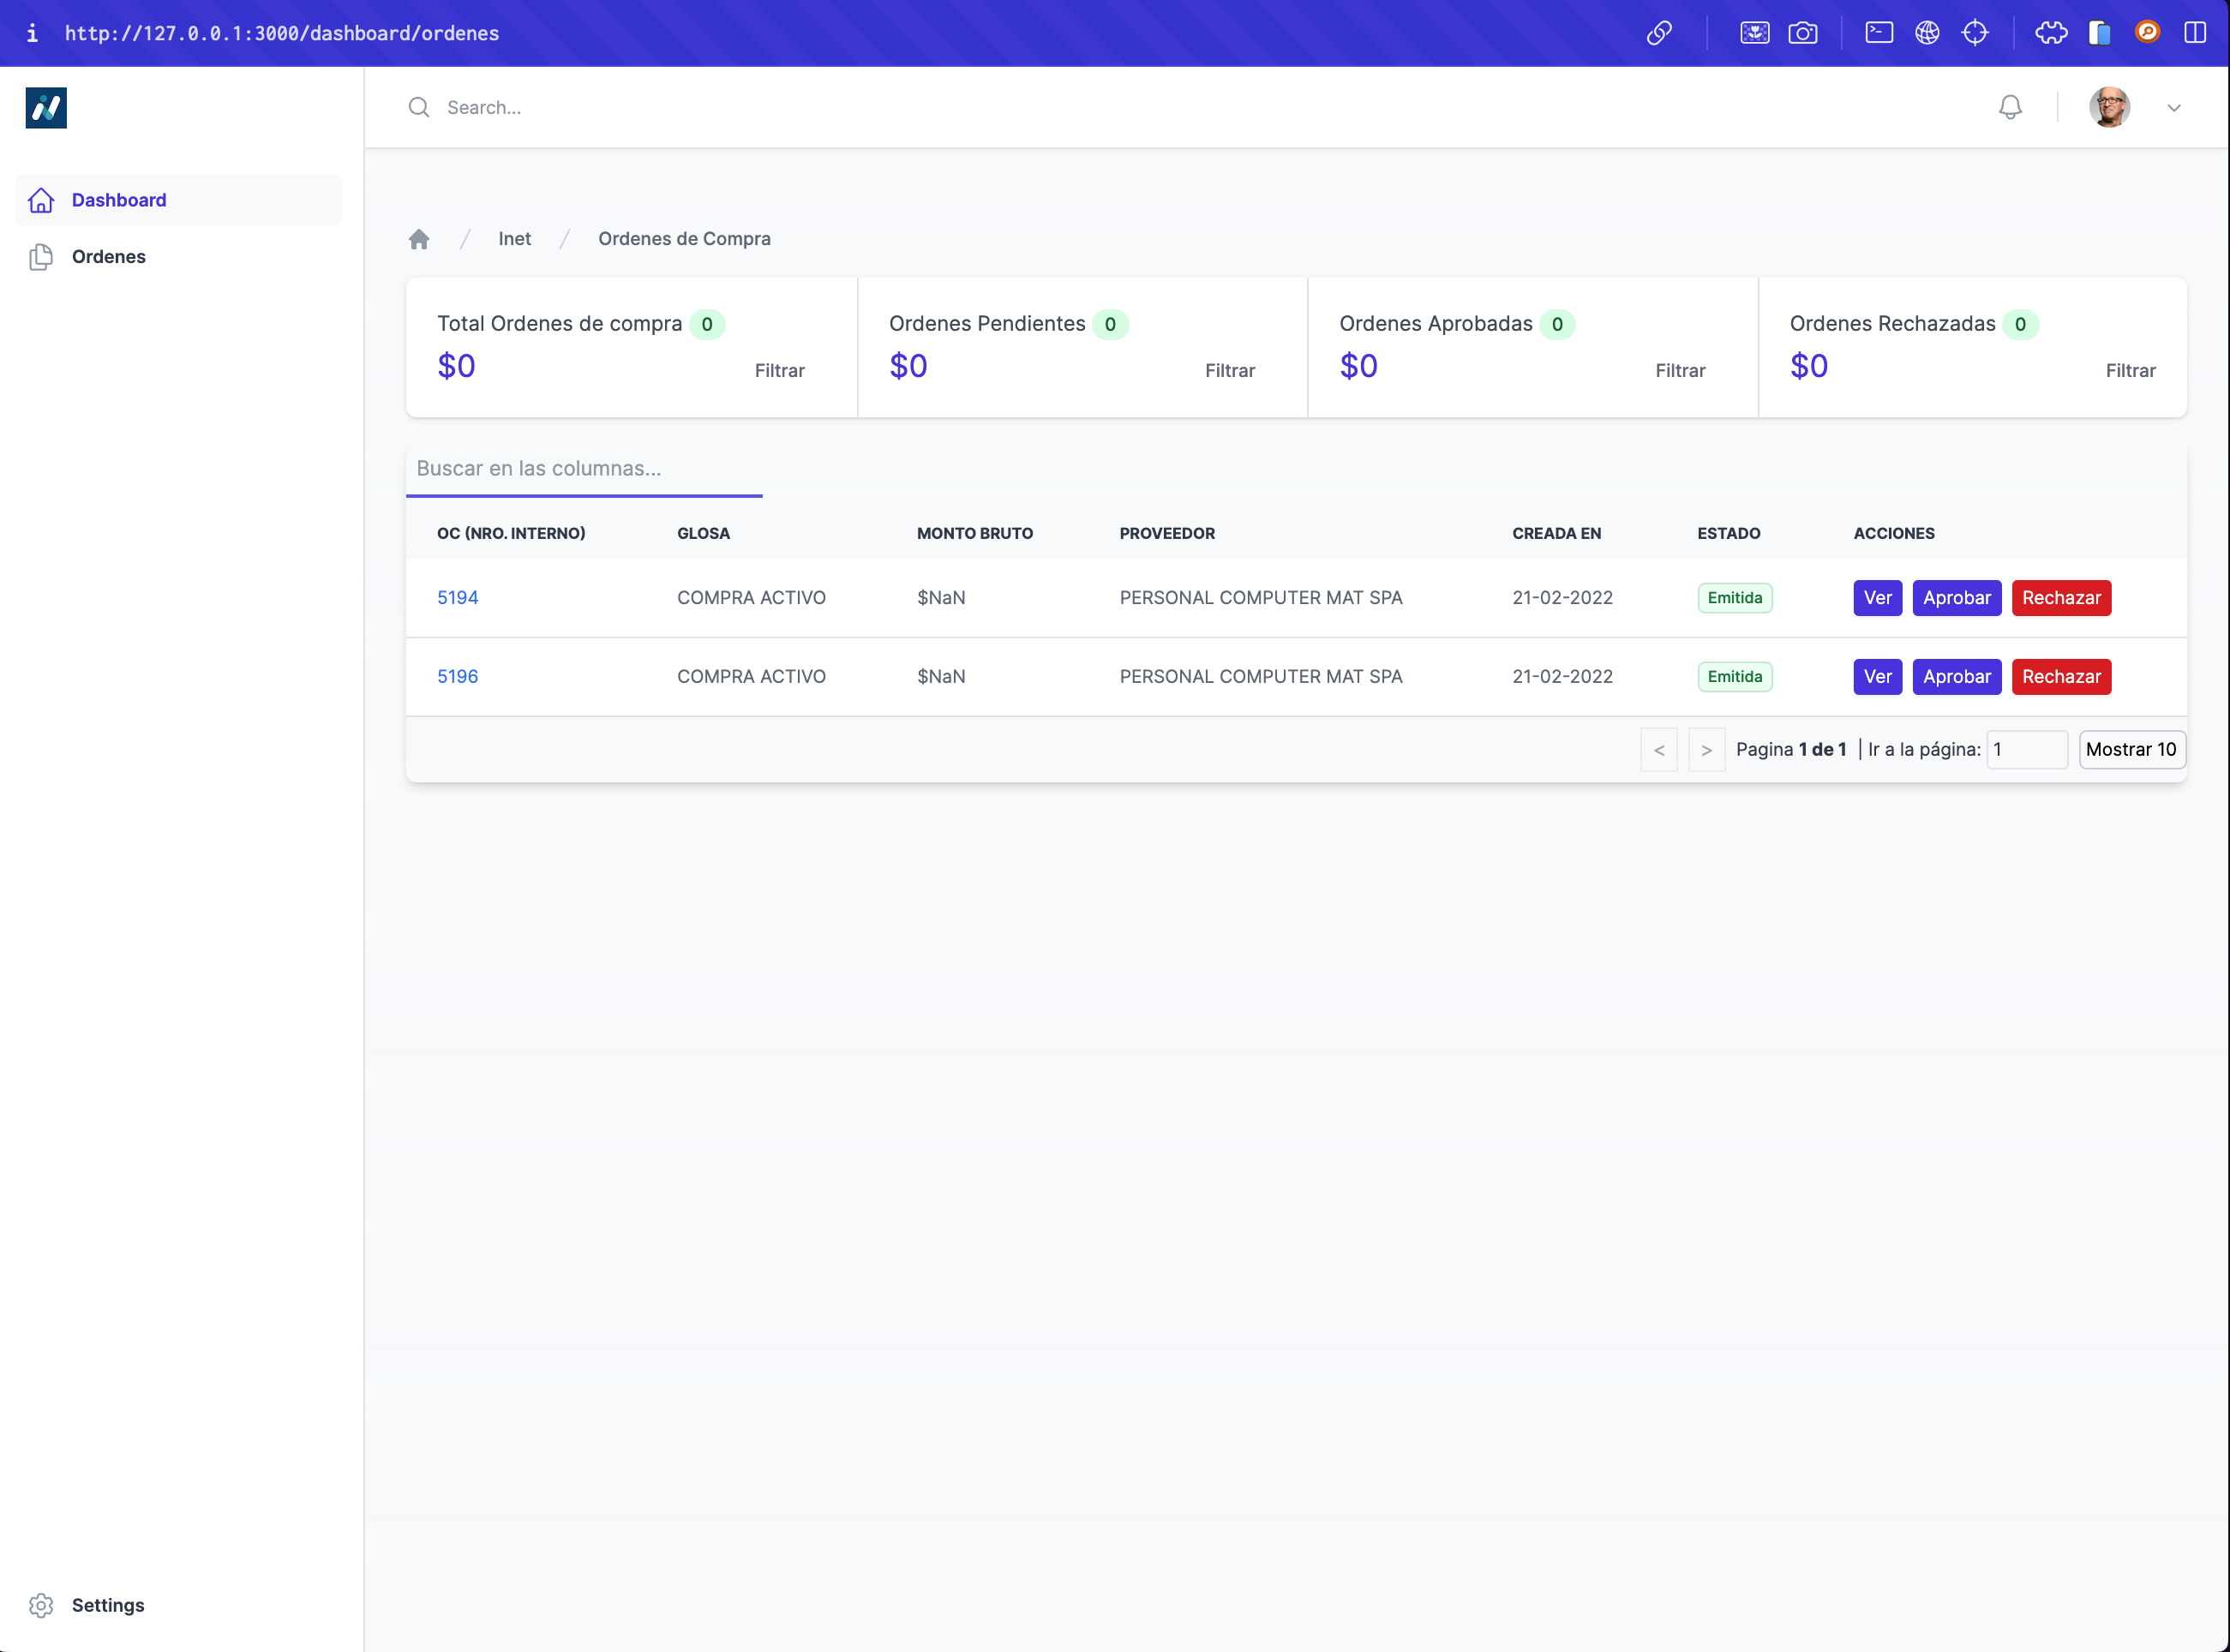 i http://127.0.0.1:3000/dashboard/ordenes
Search...
Dashboard
Ordenes
Inet / Ordenes de Compra
Total Ordenes de compra 0
$0 Filtrar
Ordenes Pendientes 0
$0 Filtrar
Ordenes Aprobadas 0
$0 Filtrar
Ordenes Rechazadas 0
$0 Filtrar
Buscar en las columnas...
OC (NRO. INTERNO) GLOSA MONTO BRUTO PROVEEDOR CREADA EN ESTADO ACCIONES
5194 COMPRA ACTIVO $NaN PERSONAL COMPUTER MAT SPA 21-02-2022 Emitida Ver Aprobar Rechazar
5196 COMPRA ACTIVO $NaN PERSONAL COMPUTER MAT SPA 21-02-2022 Emitida Ver Aprobar Rechazar
< > Pagina 1 de 1 | Ir a la página: 1 Mostrar 10
Settings